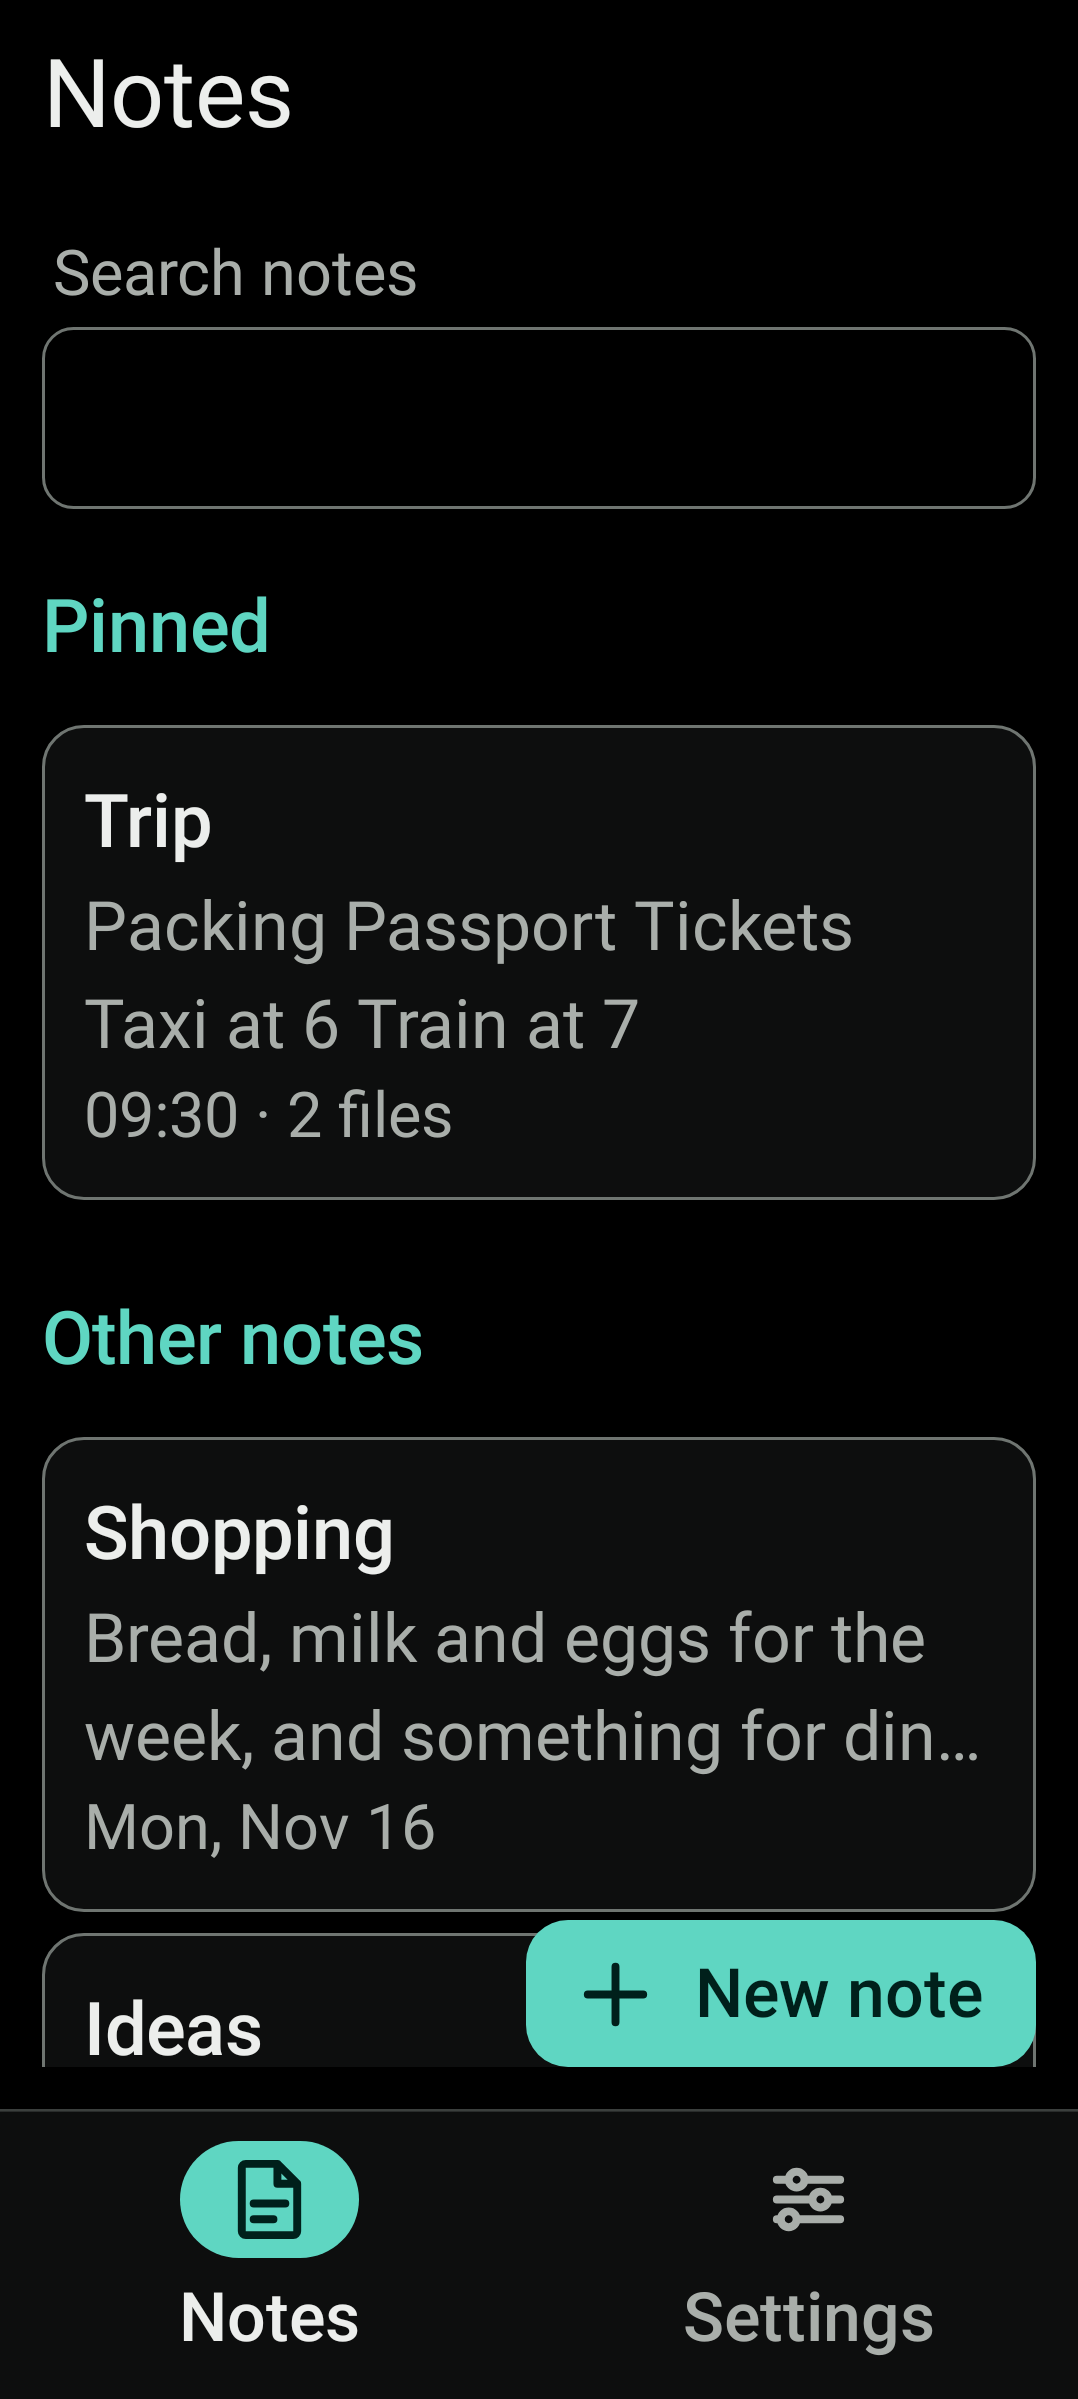 Notes
Search notes
Pinned
Trip
Packing Passport Tickets
Taxi at 6 Train at 7
09:30 · 2 files
Other notes
Shopping
Bread, milk and eggs for the
week, and something for din…
Mon, Nov 16
Ideas
New note
Notes
Settings